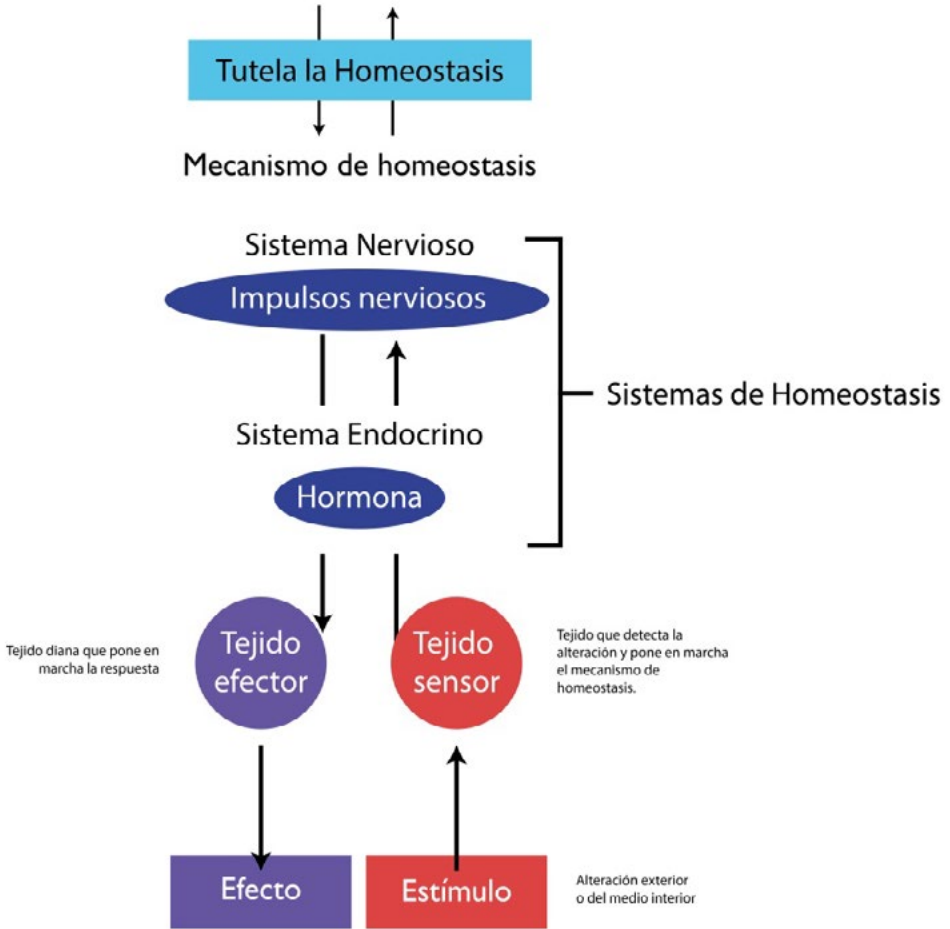 Tutela la Homeostasis
Mecanismo de homeostasis
Sistema Nervioso
Impulsos nerviosos
Sistemas de Homeostasis
Sistema Endocrino
Hormona
Tejido diana que pone en
marcha la respuesta
Tejido
efector
Tejido
sensor
Tejido que detecta la
alteración y pone en marcha
el mecanismo de
homeostasis.
Efecto
Estímulo
Alteración exterior
o del medio interior